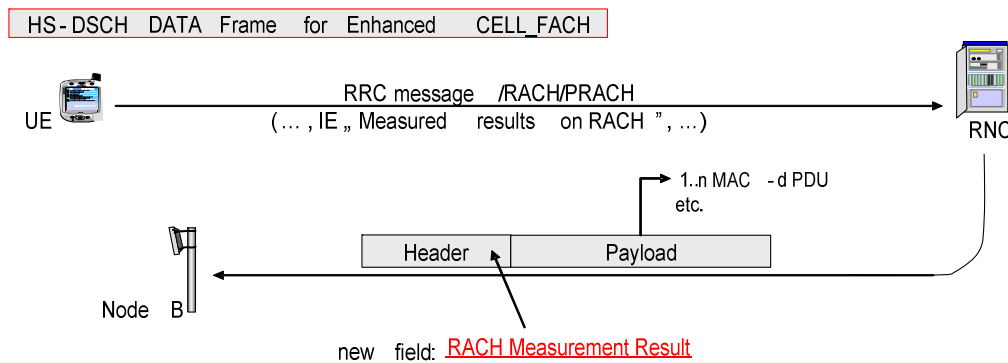 HS-DSCH DATA Frame for Enhanced CELL_FACH
RRC message /RACH/PRACH
UE
(... , IE „ Measured results on RACH ” , ...)
RNC
1..n MAC -d PDU
etc.
Header
Payload
Node B
new field: RACH Measurement Result